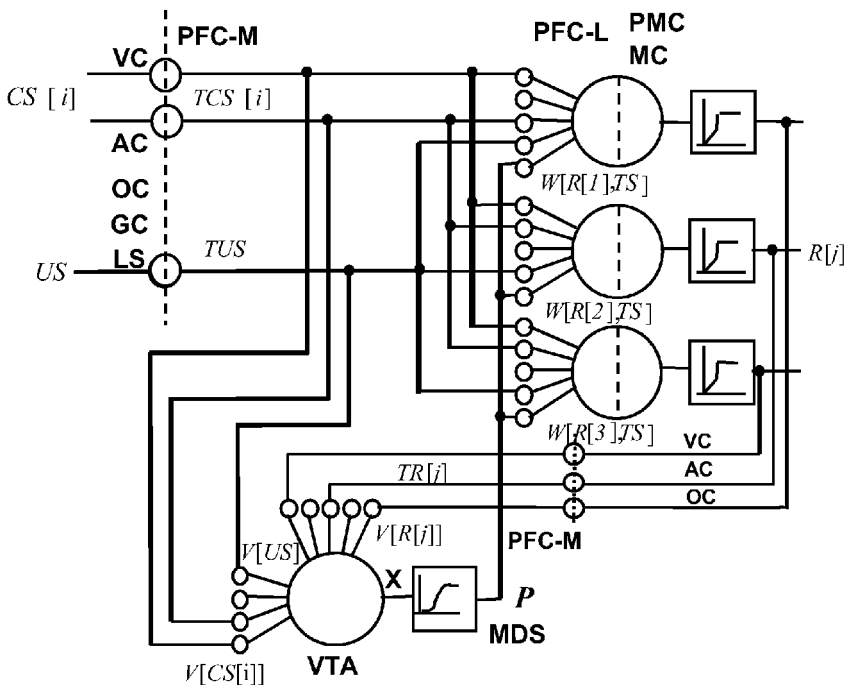 PFC-M
PFC-L
PMC
MC
VC
CS [i]
TCS [i]
AC
OC
GC
LS
US
TUS
W[R[1],TS]
R[j]
W[R[2],TS]
W[R[3],TS]
VC
TR[j]
AC
OC
V[R[j]]
PFC-M
V[US]
X
P
MDS
V[CS[i]]
VTA